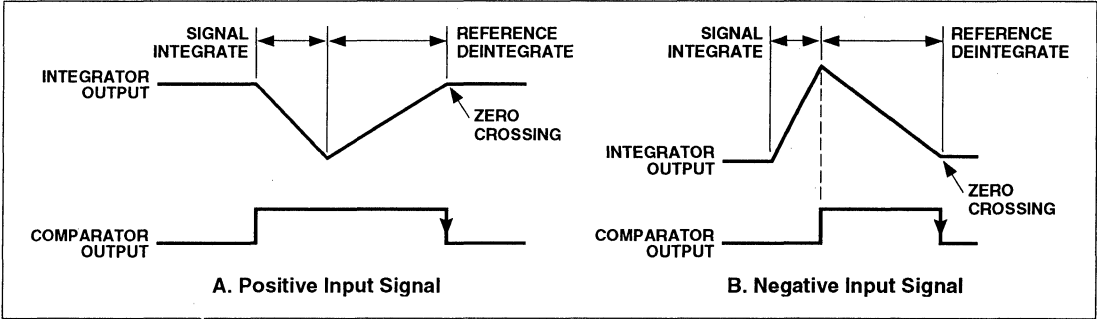 SIGNAL
INTEGRATE
REFERENCE
DEINTEGRATE
INTEGRATOR
OUTPUT
ZERO
CROSSING
COMPARATOR
OUTPUT
A. Positive Input Signal
SIGNAL
INTEGRATE
REFERENCE
DEINTEGRATE
INTEGRATOR
OUTPUT
ZERO
CROSSING
COMPARATOR
OUTPUT
B. Negative Input Signal